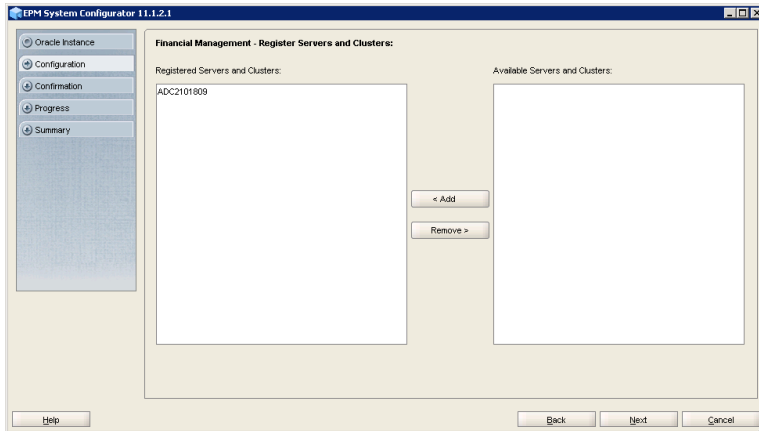 EPM System Configurator 11.1.2.1
Oracle Instance
Configuration
Confirmation
Progress
Summary
Financial Management - Register Servers and Clusters:
Registered Servers and Clusters:
Available Servers and Clusters:
ADC2101809
< Add
Remove >
Help
Back
Next
Cancel